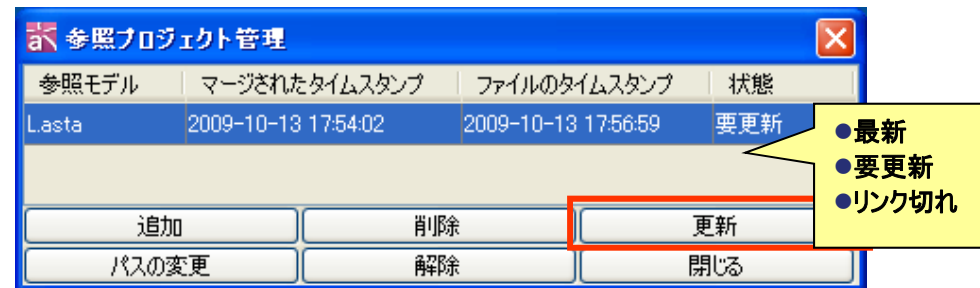 参照プロジェクト管理
参照モデル マージされたタイムスタンプ ファイルのタイムスタンプ 状態
L.asta 2009-10-13 17:54:02 2009-10-13 17:56:59 要更新
●最新
●要更新
●リンク切れ
追加 削除 更新
パスの変更 解除 閉じる